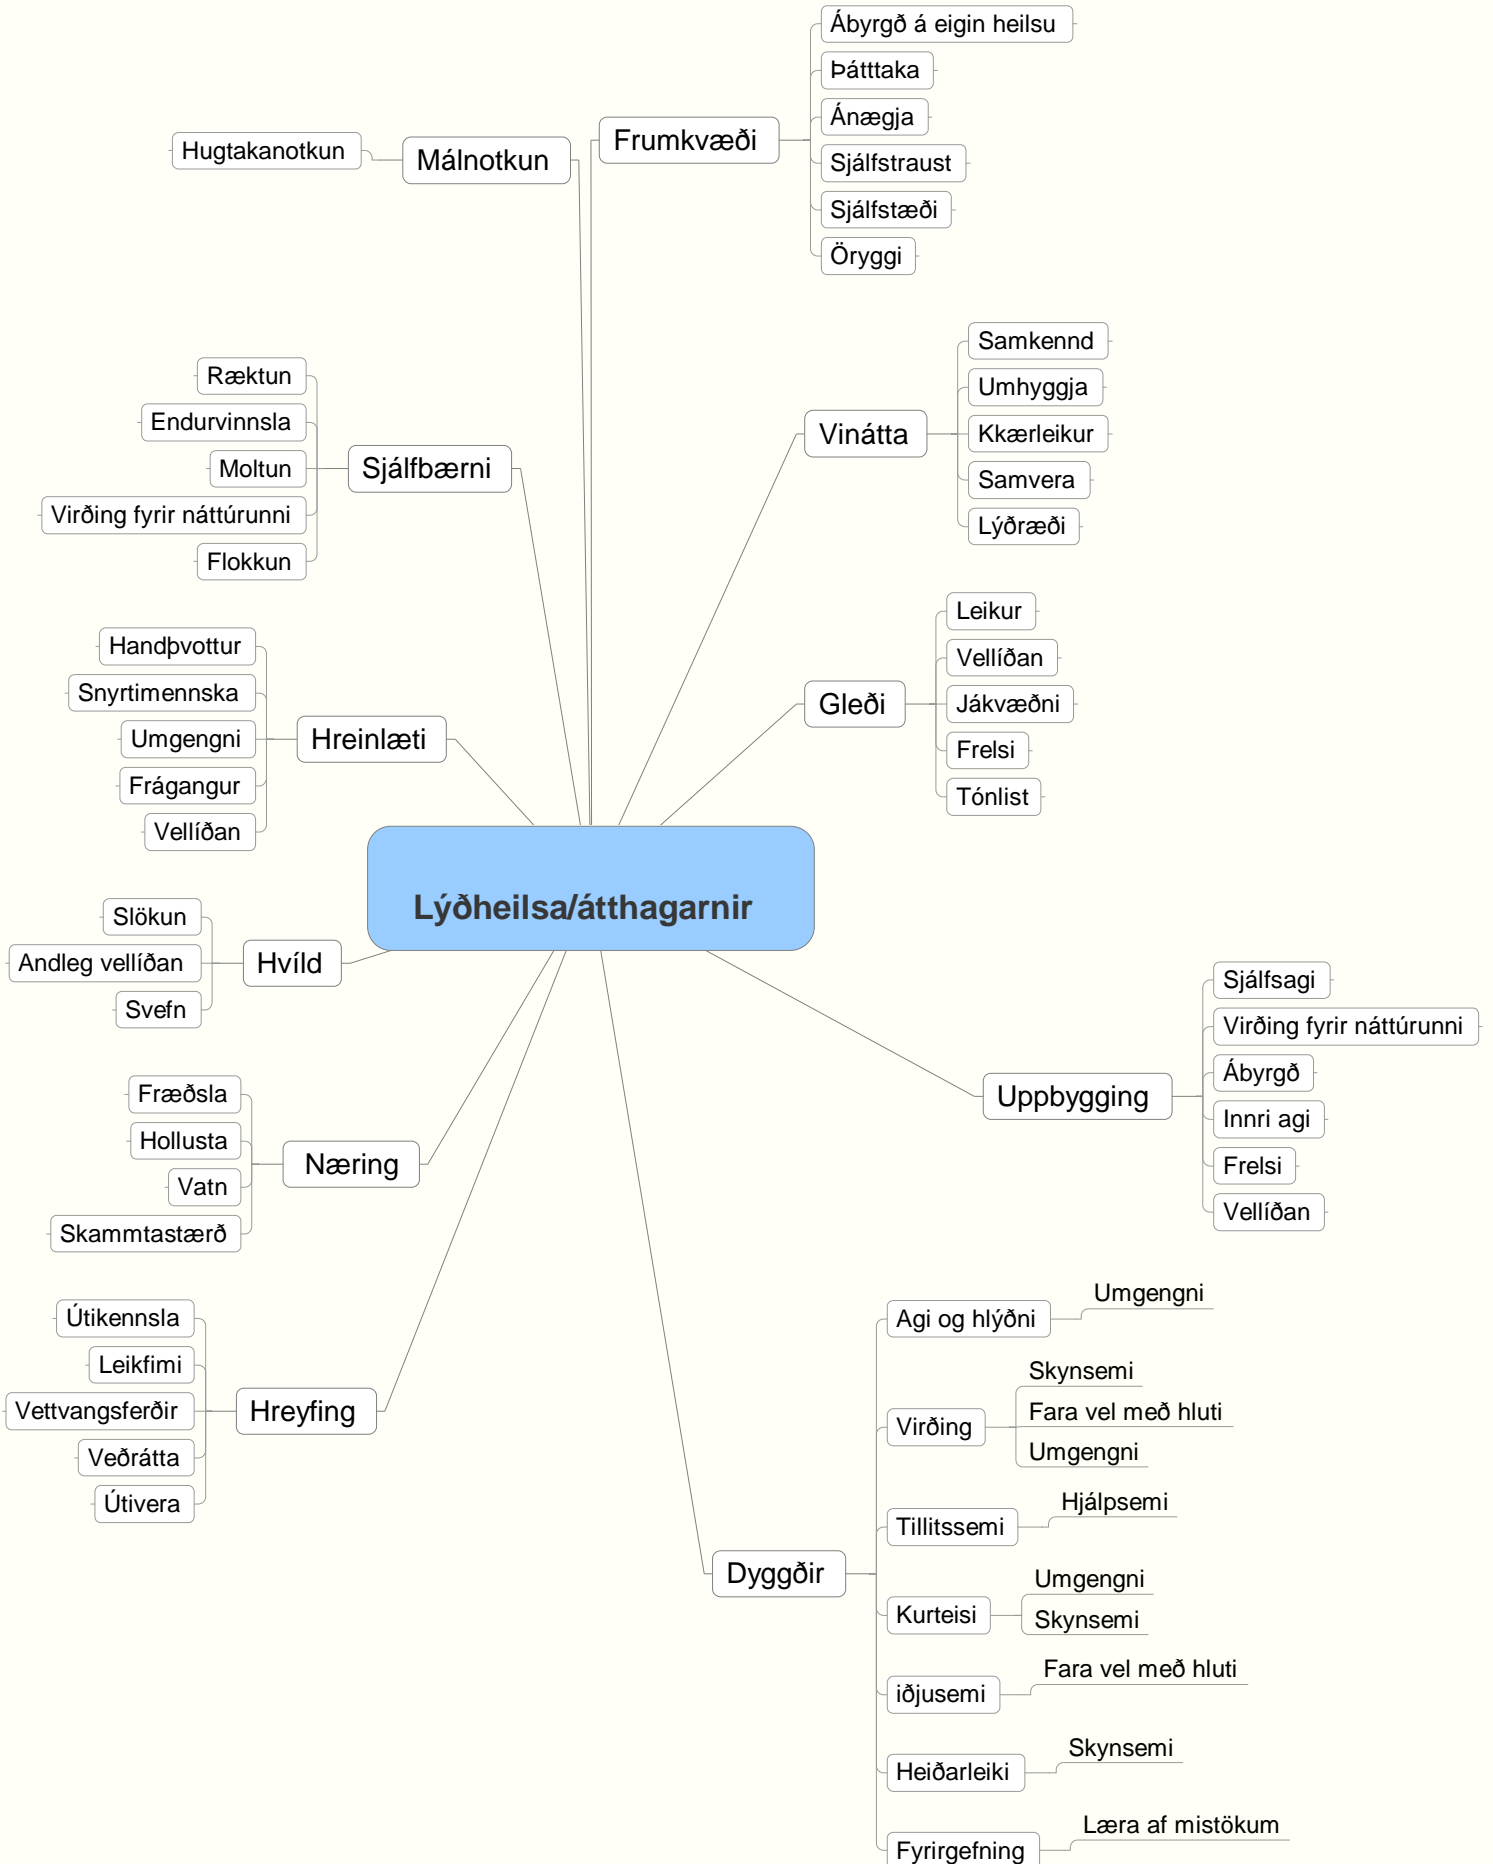 Lýðheilsa/átthagarnir
Frumkvæði
Ábyrgð á eigin heilsu
Þátttaka
Ánægja
Sjálfstraust
Sjálfstæði
Öryggi
Vinátta
Samkennd
Umhyggja
Kkærleikur
Samvera
Lýðræði
Gleði
Leikur
Vellíðan
Jákvæðni
Frelsi
Tónlist
Uppbygging
Sjálfsagi
Virðing fyrir náttúrunni
Ábyrgð
Innri agi
Frelsi
Vellíðan
Dyggðir
Agi og hlýðni
Umgengni
Virðing
Skynsemi
Fara vel með hluti
Umgengni
Tillitssemi
Hjálpsemi
Kurteisi
Umgengni
Skynsemi
iðjusemi
Fara vel með hluti
Heiðarleiki
Skynsemi
Fyrirgefning
Læra af mistökum
Málnotkun
Hugtakanotkun
Sjálfbærni
Ræktun
Endurvinnsla
Moltun
Virðing fyrir náttúrunni
Flokkun
Hreinlæti
Handþvottur
Snyrtimennska
Umgengni
Frágangur
Vellíðan
Hvíld
Slökun
Andleg vellíðan
Svefn
Næring
Fræðsla
Hollusta
Vatn
Skammtastærð
Hreyfing
Útikennsla
Leikfimi
Vettvangsferðir
Veðrátta
Útivera